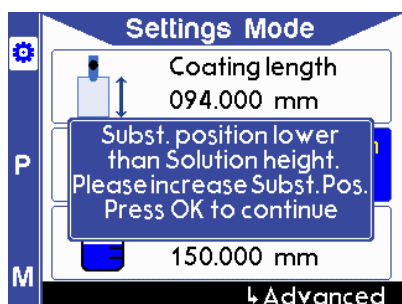 Settings Mode
Coating length
094.000 mm
P
Subst. position lower
than Solution height.
Please increase Subst. Pos.
Press OK to continue
150.000 mm
M
↳ Advanced